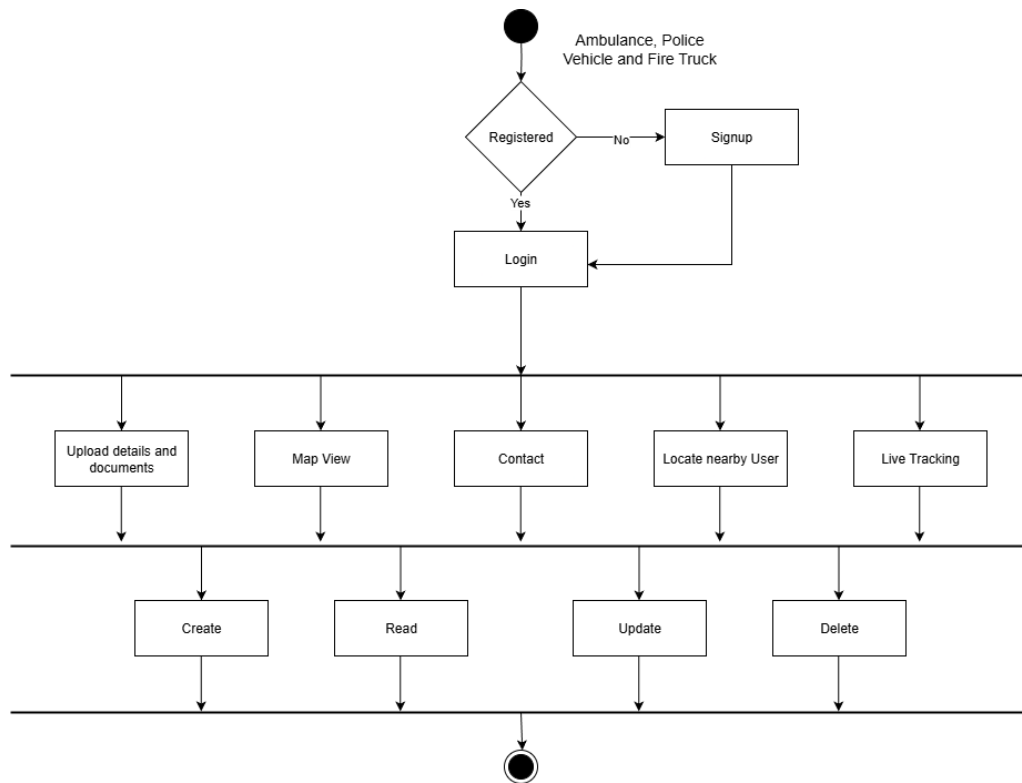 Ambulance, Police
Vehicle and Fire Truck
Registered
No
Signup
Yes
Login
Upload details and
documents
Map View
Contact
Locate nearby User
Live Tracking
Create
Read
Update
Delete